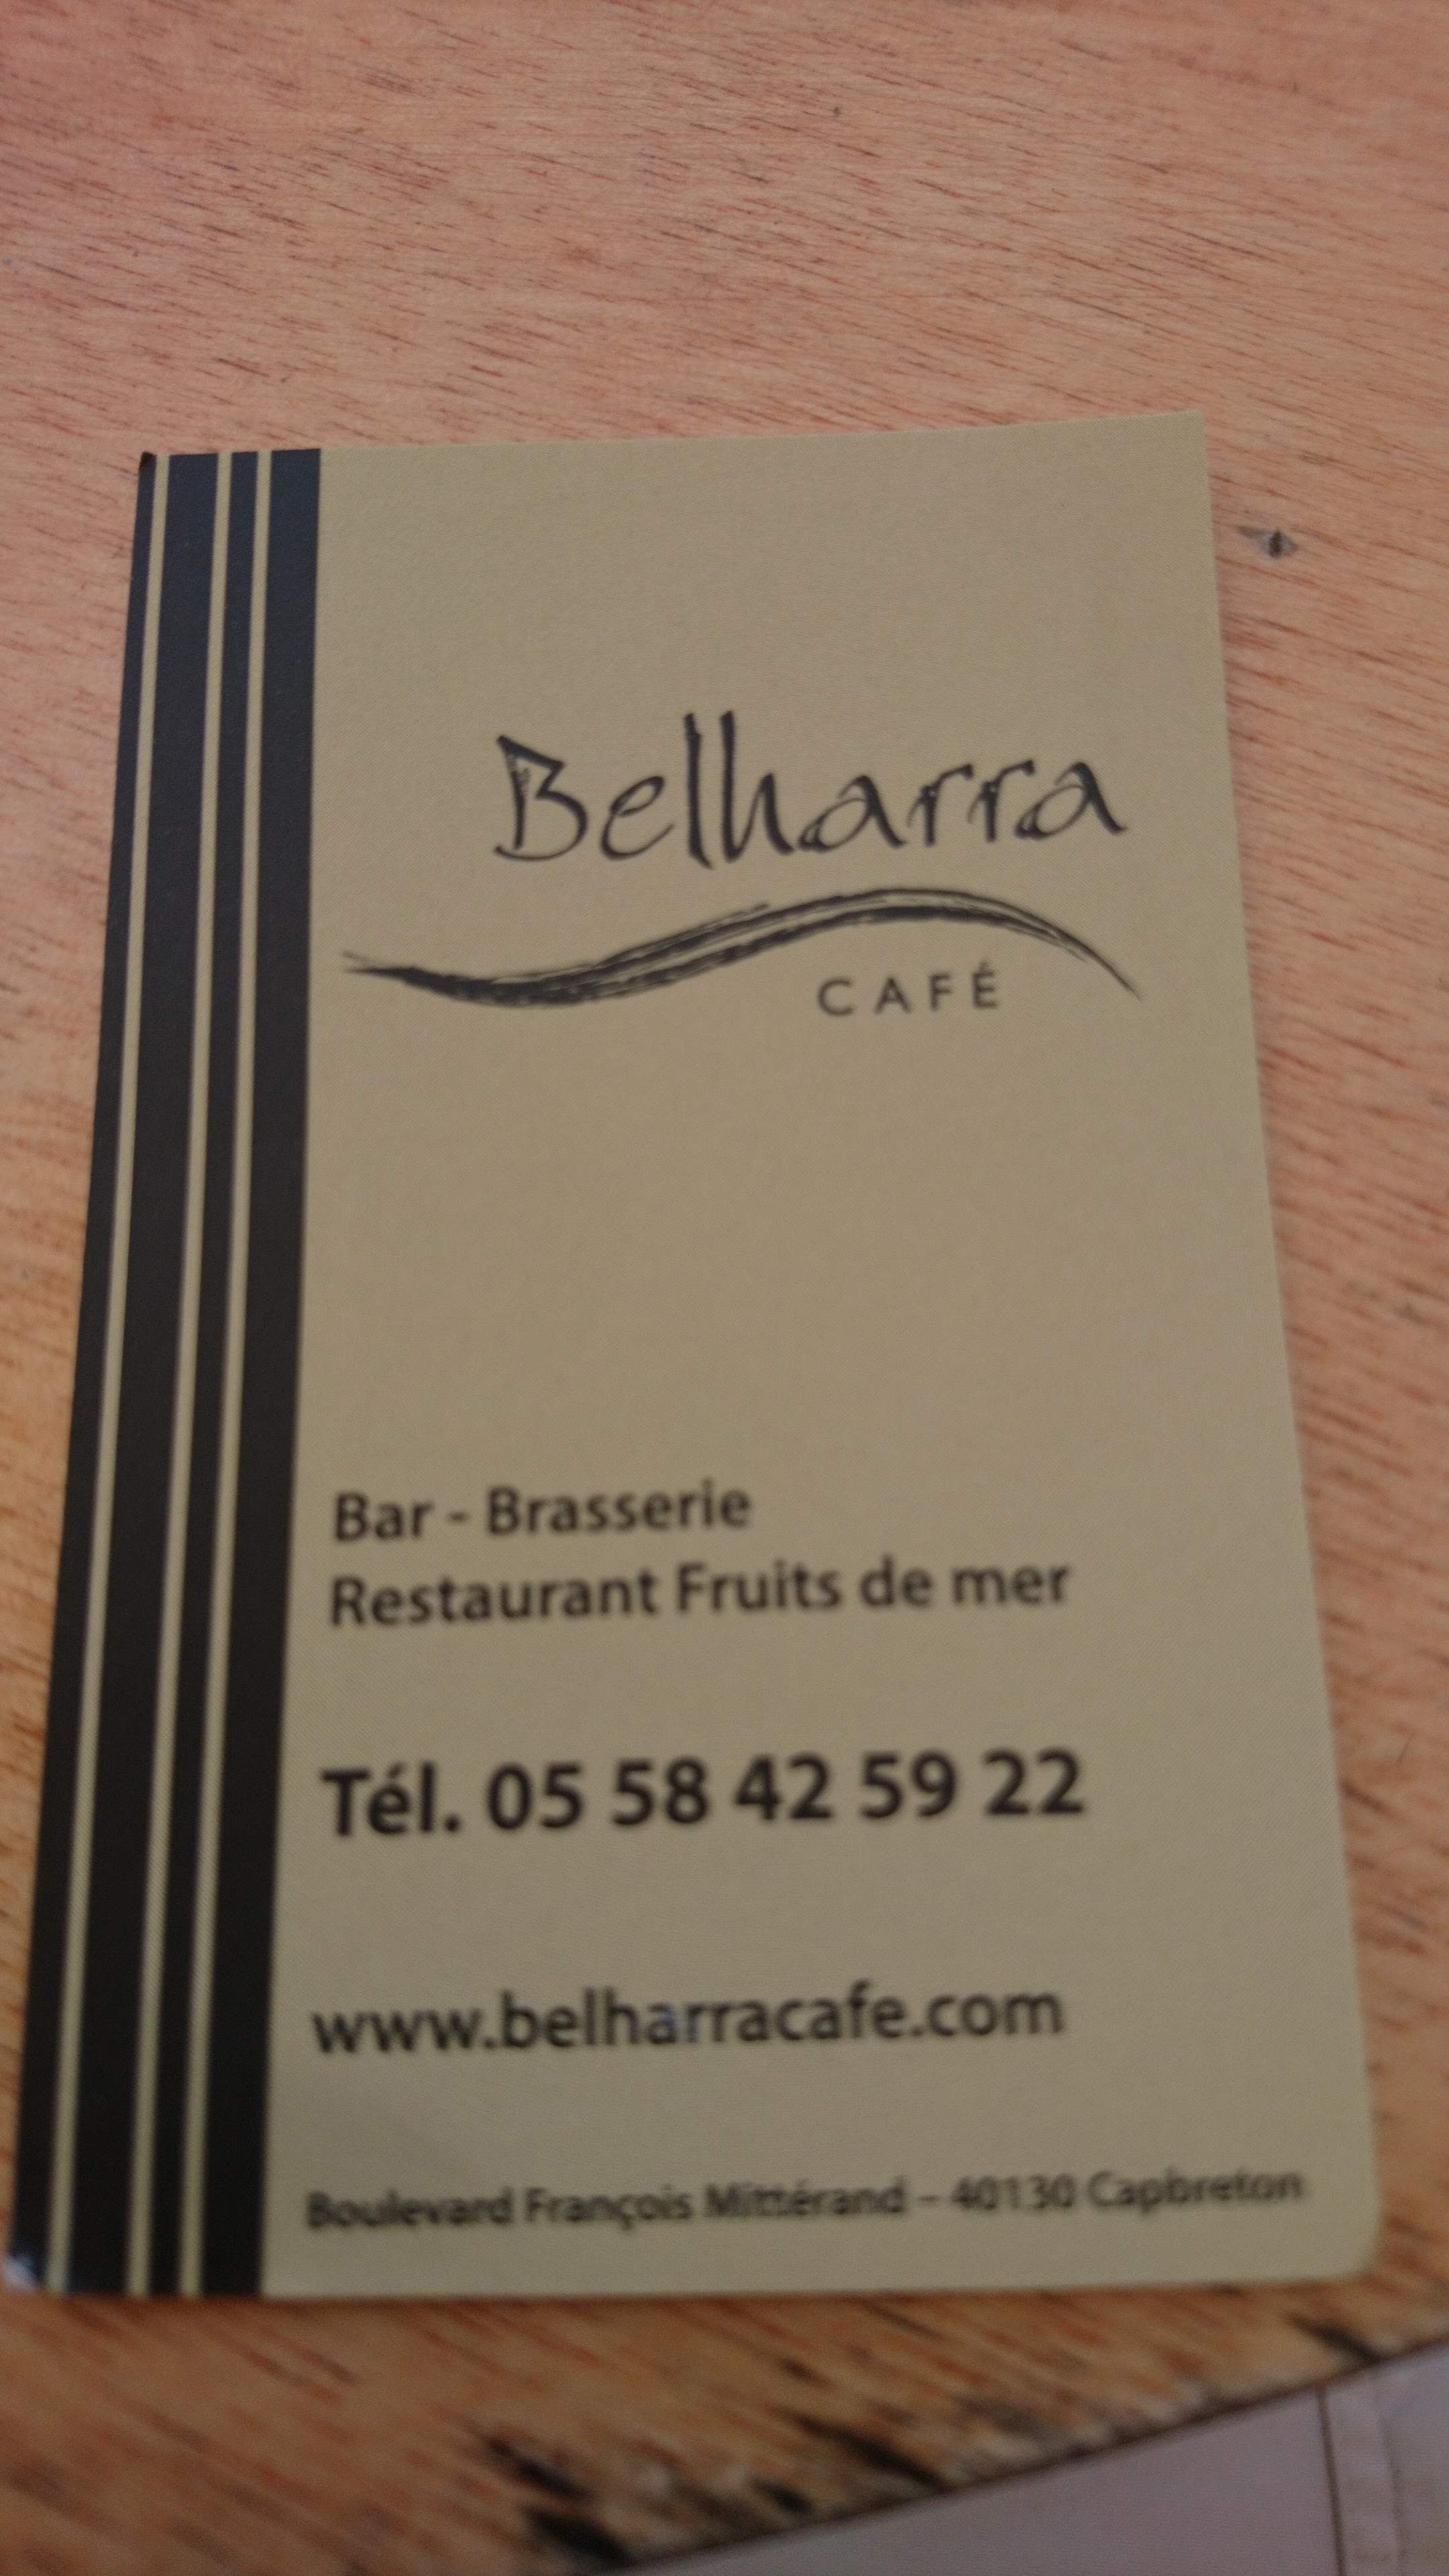 Belharra
CAFÉ
Bar - Brasserie
Restaurant Fruits de mer
Tél. 05 58 42 59 22
www.belharracafe.com
Boulevard François Mittérand – 40130 Capbreton